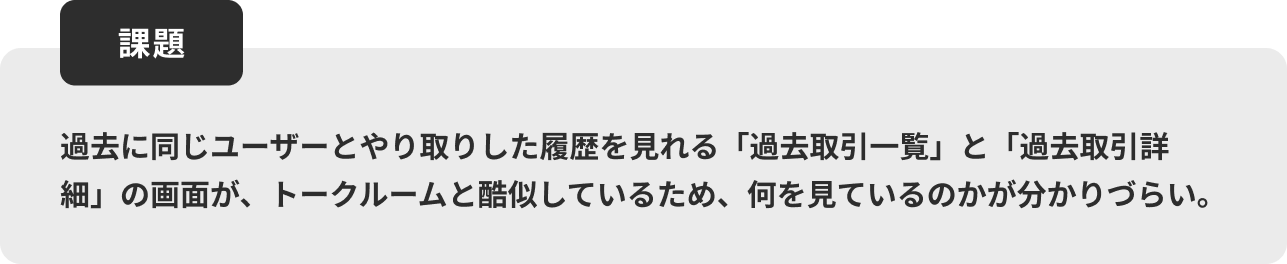 課題
過去に同じユーザーとやり取りした履歴を見れる「過去取引一覧」と「過去取引詳
細」の画面が、トークルームと酷似しているため、何を見ているのかが分かりづらい。